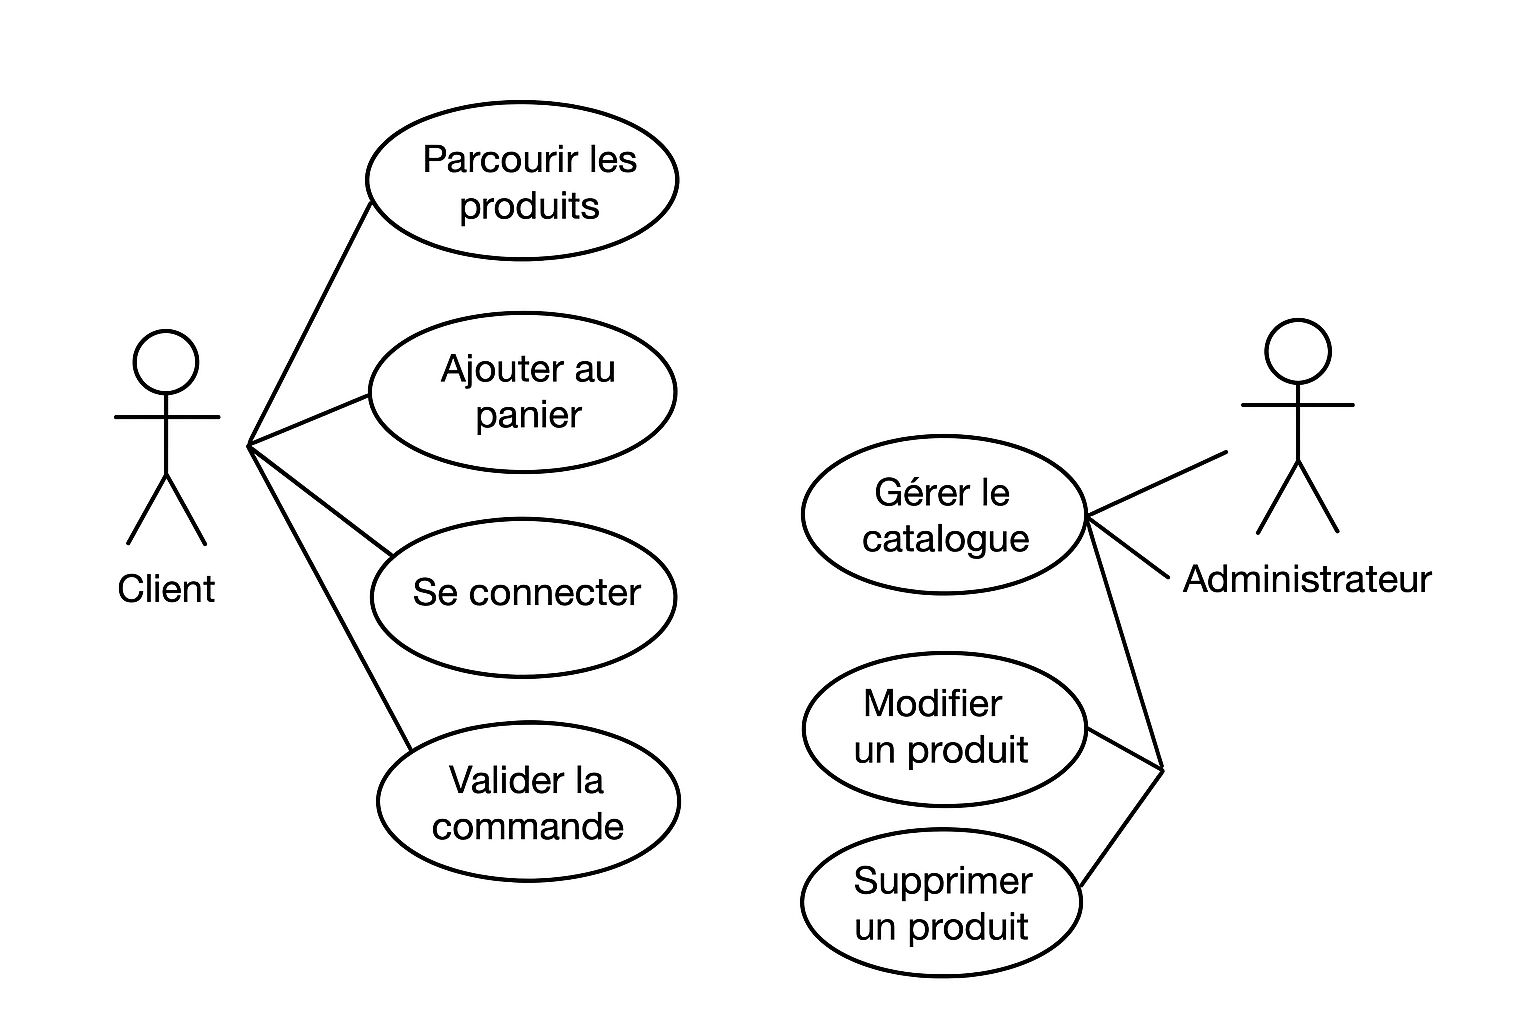 Parcourir les
produits
Ajouter au
panier
Se connecter
Valider la
commande
Client
Gérer le
catalogue
Modifier
un produit
Supprimer
un produit
Administrateur